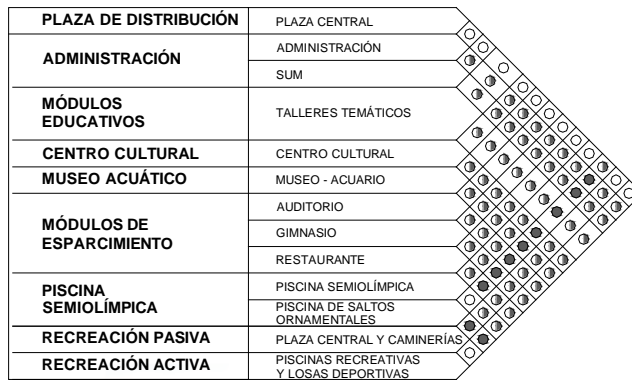 PLAZA DE DISTRIBUCIÓN
PLAZA CENTRAL
ADMINISTRACIÓN
ADMINISTRACIÓN
SUM
MÓDULOS
EDUCATIVOS
TALLERES TEMÁTICOS
CENTRO CULTURAL
CENTRO CULTURAL
MUSEO ACUÁTICO
MUSEO - ACUARIO
MÓDULOS DE
ESPARCIMIENTO
AUDITORIO
GIMNASIO
RESTAURANTE
PISCINA
SEMIOLÍMPICA
PISCINA SEMIOLÍMPICA
PISCINA DE SALTOS
ORNAMENTALES
RECREACIÓN PASIVA
PLAZA CENTRAL Y CAMINERÍAS
RECREACIÓN ACTIVA
PISCINAS RECREATIVAS
Y LOSAS DEPORTIVAS